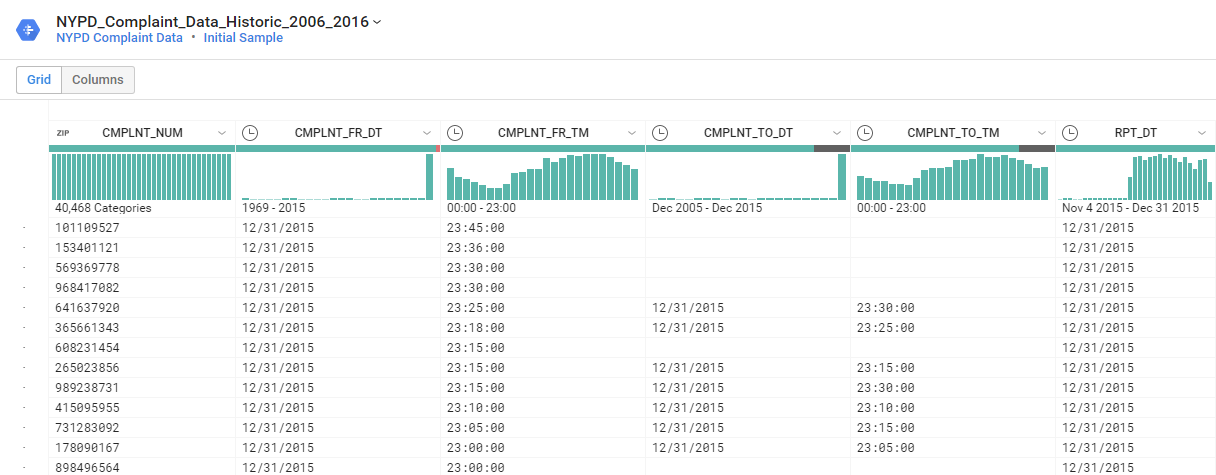 NYPD_Complaint_Data_Historic_2006_2016
NYPD Complaint Data • Initial Sample
Grid Columns
ZIP CMPLNT_NUM CMPLNT_FR_DT CMPLNT_FR_TM CMPLNT_TO_DT CMPLNT_TO_TM RPT_DT
40,468 Categories 1969 - 2015 00:00 - 23:00 Dec 2005 - Dec 2015 00:00 - 23:00 Nov 4 2015 - Dec 31 2015
101109527 12/31/2015 23:45:00 12/31/2015
153401121 12/31/2015 23:36:00 12/31/2015
569369778 12/31/2015 23:30:00 12/31/2015
968417082 12/31/2015 23:30:00 12/31/2015
641637920 12/31/2015 23:25:00 12/31/2015 23:30:00 12/31/2015
365661343 12/31/2015 23:18:00 12/31/2015 23:25:00 12/31/2015
608231454 12/31/2015 23:15:00 12/31/2015
265023856 12/31/2015 23:15:00 12/31/2015 23:15:00 12/31/2015
989238731 12/31/2015 23:15:00 12/31/2015 23:30:00 12/31/2015
415095955 12/31/2015 23:10:00 12/31/2015 23:10:00 12/31/2015
731283092 12/31/2015 23:05:00 12/31/2015 23:15:00 12/31/2015
178090167 12/31/2015 23:00:00 12/31/2015 23:05:00 12/31/2015
898496564 12/31/2015 23:00:00 12/31/2015